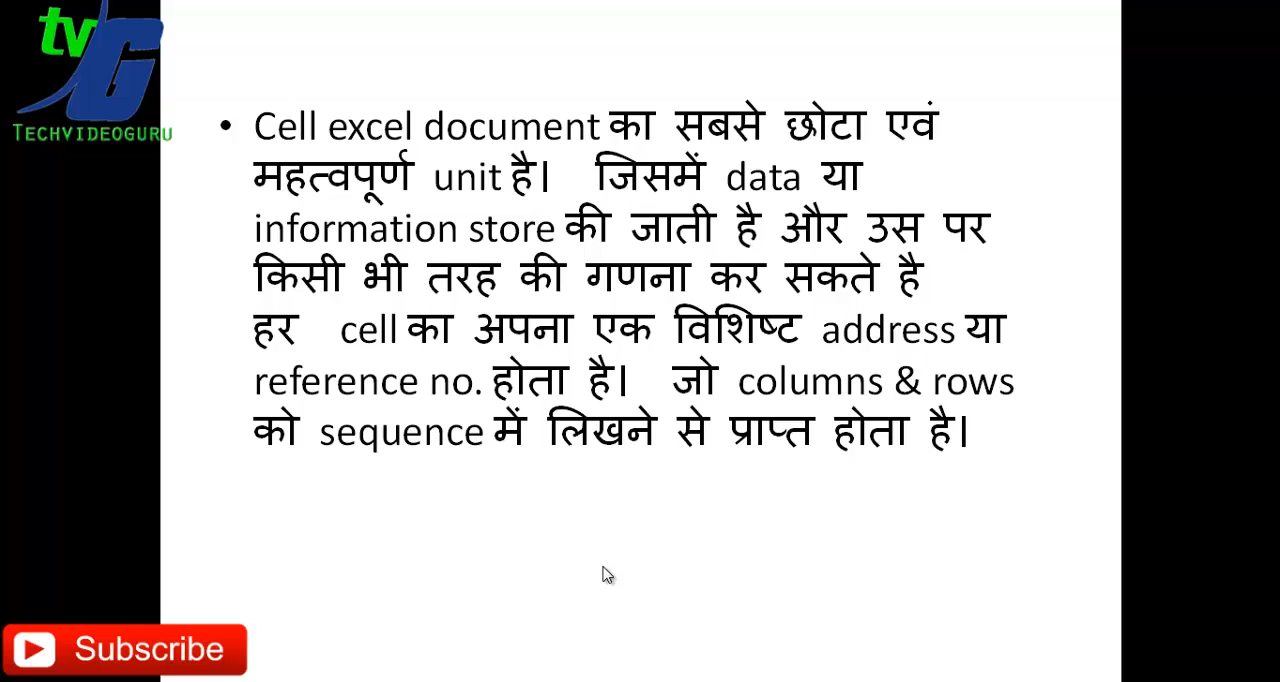 tv
G
TECHVIDEOGURU
• Cell excel document का सबसे छोटा एवं
महत्वपूर्ण unit है। जिसमें data या
information store की जाती है और उस पर
किसी भी तरह की गणना कर सकते है
हर cell का अपना एक विशिष्ट address या
reference no. होता है। जो columns & rows
को sequence में लिखने से प्राप्त होता है।
Subscribe